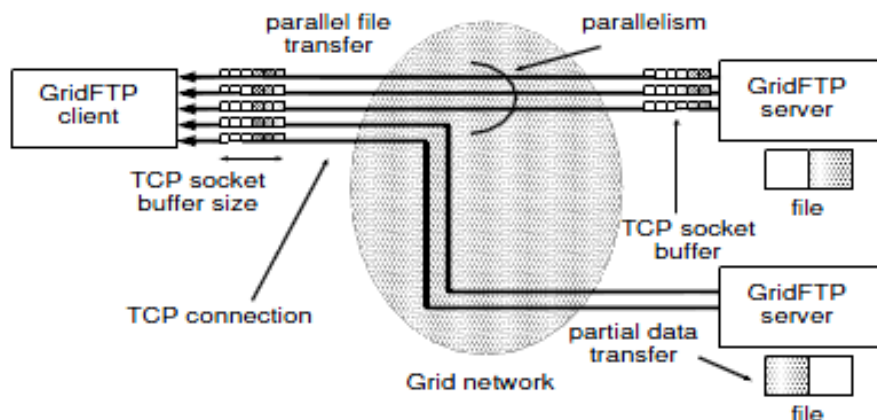 parallel file
transfer
parallelism
GridFTP
client
GridFTP
server
TCP socket
buffer size
file
TCP socket
buffer
TCP connection
GridFTP
server
partial data
transfer
Grid network
file